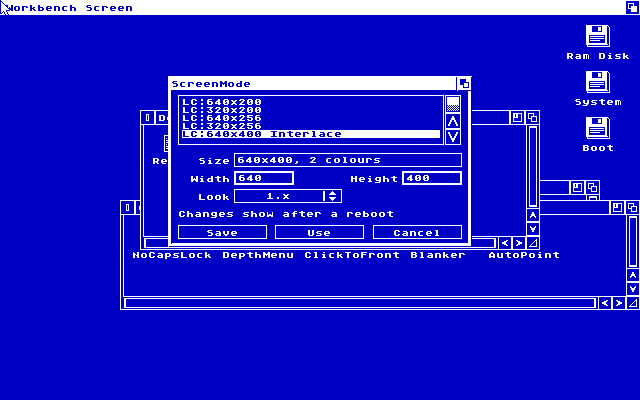 Workbench Screen
Ram Disk
ScreenMode
LC:640x200
LC:320x200
LC:640x256
LC:320x256
LC:640x400 Interlace
System
Size 640x400, 2 colours
Width 640 Height 400
Look 1.x
Changes show after a reboot
Save Use Cancel
Boot
NoCapsLock DepthMenu ClickToFront Blanker AutoPoint